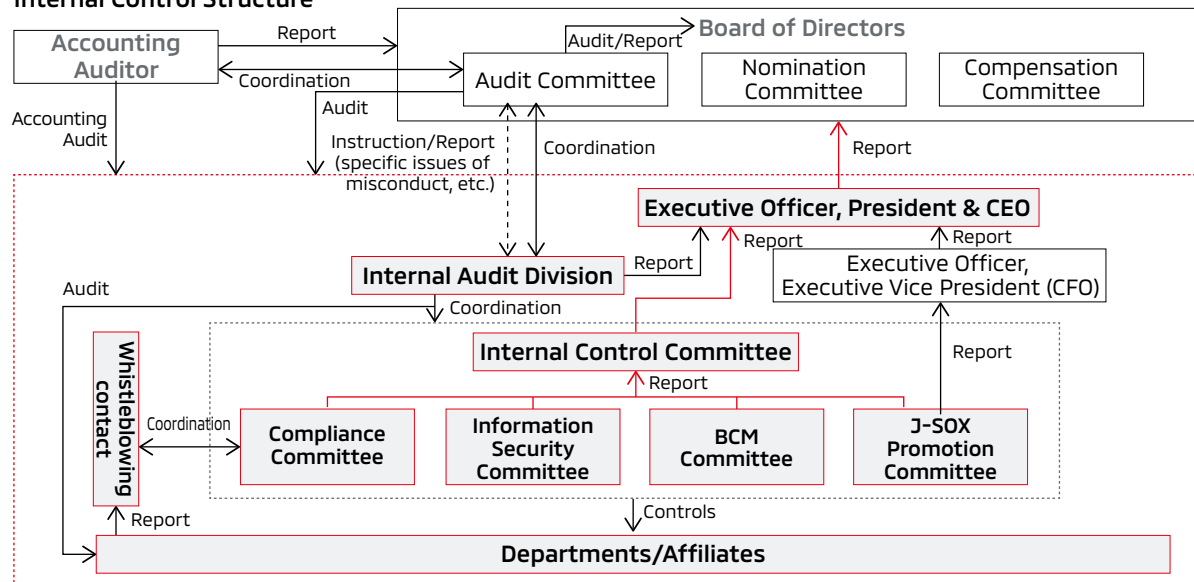 Internal Control Structure
Report
Board of Directors
Accounting
Auditor
Audit/Report
Coordination
Audit Committee
Nomination
Committee
Compensation
Committee
Accounting
Audit
Audit
Instruction/Report
(specific issues of
misconduct, etc.)
Coordination
Report
Executive Officer, President & CEO
Report
Report
Internal Audit Division
Report
Executive Officer,
Executive Vice President (CFO)
Audit
Coordination
Internal Control Committee
Report
Report
Whistleblowing
contact
Coordination
Compliance
Committee
Information
Security
Committee
BCM
Committee
J-SOX
Promotion
Committee
Report
Controls
Departments/Affiliates